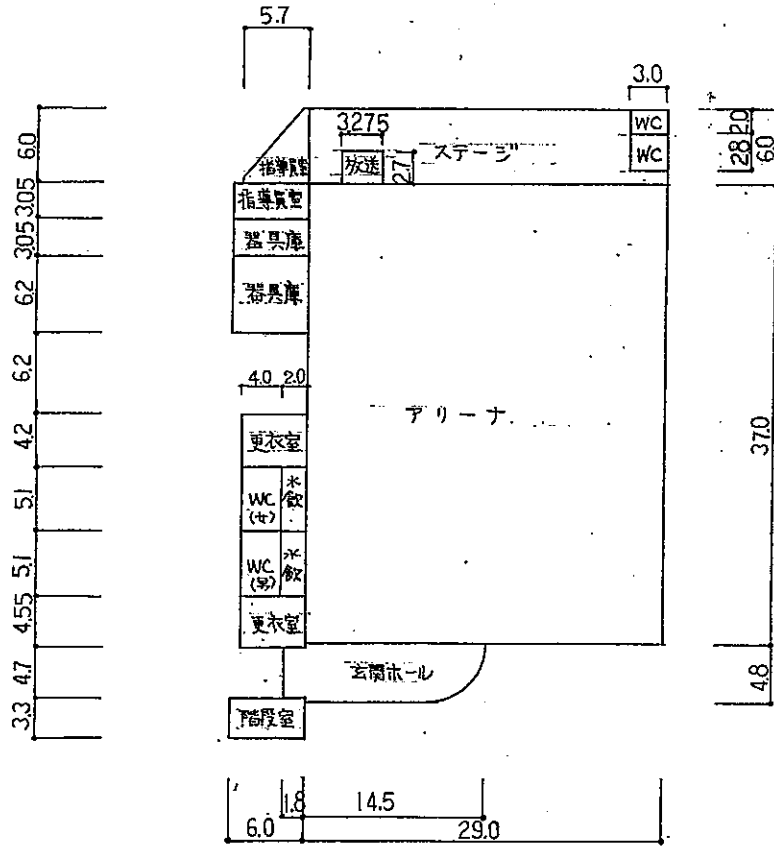 5.7
3.0
3.275
2.7
ステージ
放送
WC
WC
2.0
2.8
6.0
6.0
3.05
3.05
6.2
6.2
4.2
5.1
5.1
4.55
4.7
3.3
指導員室
指導員室
器具庫
器具庫
4.0
2.0
アリーナ
37.0
更衣室
WC
(女)
水飲
WC
(男)
水飲
更衣室
玄関ホール
4.8
階段室
1.8
14.5
6.0
29.0